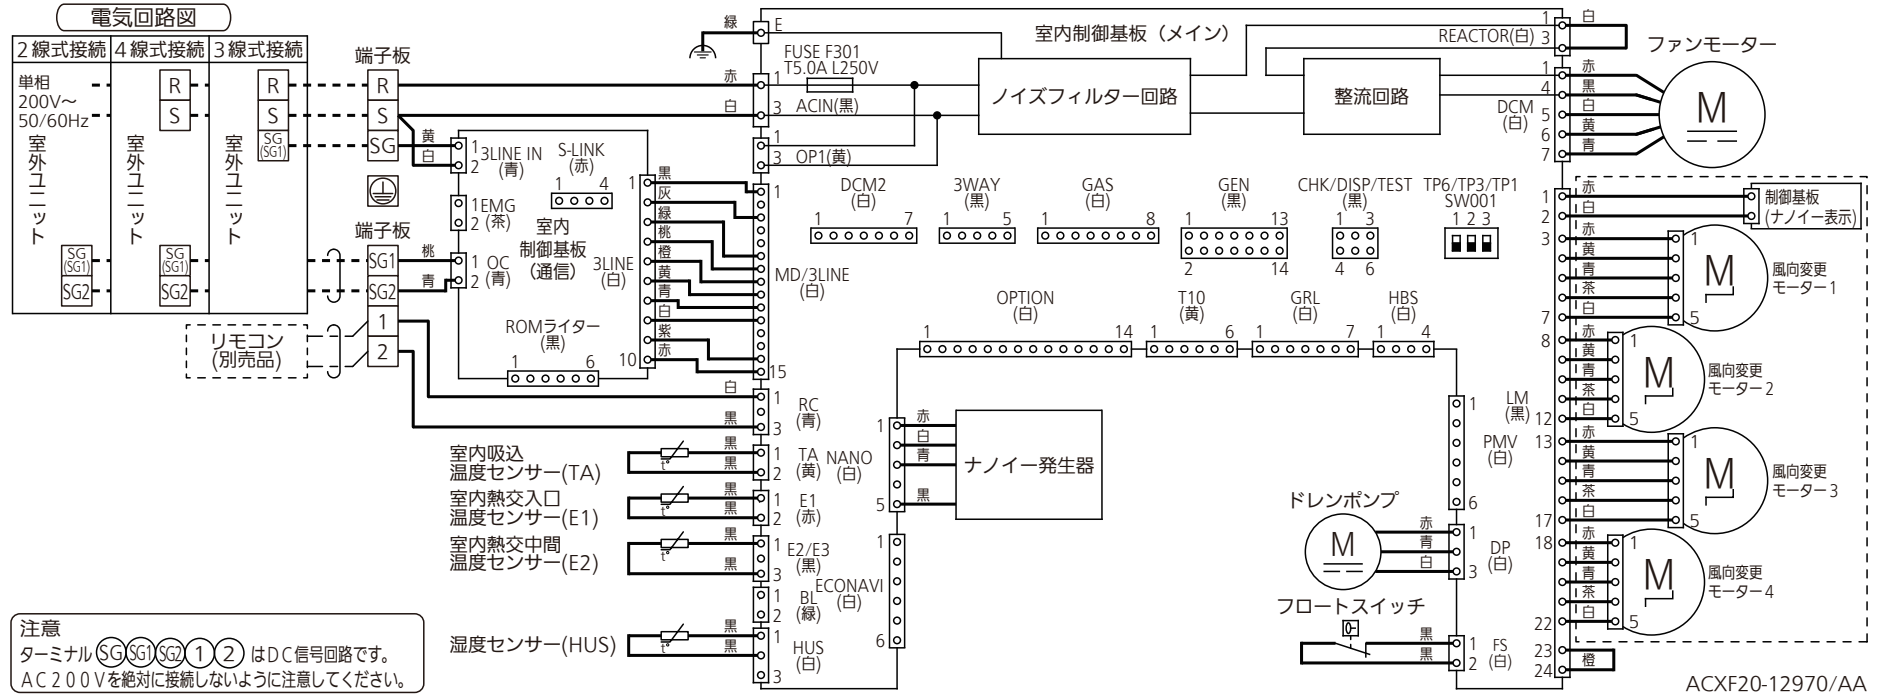 電気回路図
2線式接続
4線式接続
3線式接続
単相
200V～
50/60Hz
室外ユニット
室外ユニット
室外ユニット
R
S
R
S
SG
(SG1)
SG
(SG1)
SG2
SG
(SG1)
SG2
端子板
R
S
SG
端子板
SG1
SG2
1
2
リモコン
(別売品)
緑
赤
白
黄
白
桃
青
1
2
3LINE IN
(青)
S-LINK
(赤)
1 4
1
2
EMG
(茶)
1
2
OC
(青)
室内
制御基板
(通信)
3LINE
(白)
1
10
ROMライター
(黒)
1 6
黒
灰
緑
桃
橙
黄
青
白
紫
赤
E
FUSE F301
T5.0A L250V
1
3
ACIN(黒)
1
3
OP1(黄)
1
MD/3LINE
(白)
15
室内制御基板（メイン）
ノイズフィルター回路
整流回路
1
3
REACTOR(白)
白
ファンモーター
M
1
4
5
6
7
DCM
(白)
赤
黒
白
黄
青
DCM2
(白)
1 7
3WAY
(白)
1 5
GAS
(白)
1 8
GEN
(黒)
1 13
2 14
CHK/DISP/TEST
(黒)
1 3
4 6
TP6/TP3/TP1
SW001
1 2 3
OPTION
(白)
1 14
T10
(黄)
1 6
GRL
(白)
1 7
HBS
(白)
1 4
白
黒
1
3
RC
(青)
室内吸込
温度センサー(TA)
t°
黒
黒
1
2
TA
(黄)
室内熱交入口
温度センサー(E1)
t°
黒
黒
1
2
E1
(赤)
室内熱交中間
温度センサー(E2)
t°
黒
黒
1
3
E2/E3
(黒)
1
2
BL
(緑)
湿度センサー(HUS)
t°
黒
黒
1
3
HUS
(白)
NANO
(白)
1
5
赤
白
青
黒
ナノイー発生器
ECONAVI
(白)
1
6
1
PMV
(白)
6
ドレンポンプ
M
赤
青
白
1
3
DP
(白)
フロートスイッチ
黒
黒
1
2
FS
(白)
LM
(黒)
1
2
3
7
8
12
13
17
18
22
23
24
赤
白
制御基板
(ナノイー表示)
赤
黄
青
茶
白
1
5
M
風向変更
モーター1
赤
黄
青
茶
白
1
5
M
風向変更
モーター2
赤
黄
青
茶
白
1
5
M
風向変更
モーター3
赤
黄
青
茶
白
1
5
M
風向変更
モーター4
橙
注意
ターミナル SG SG1 SG2 1 2 はDC信号回路です。
AC200Vを絶対に接続しないように注意してください。
ACXF20-12970/AA